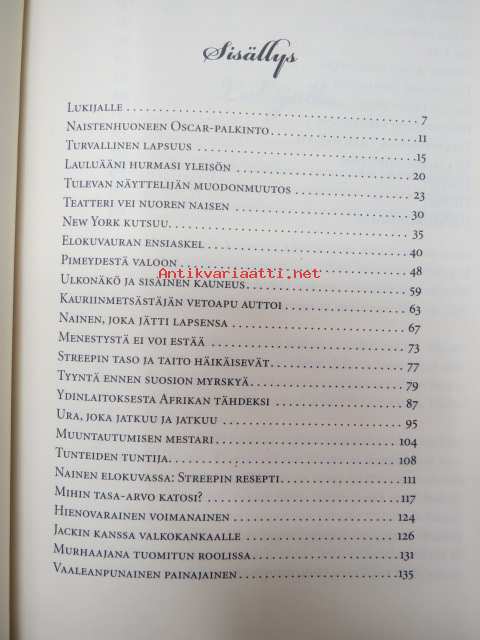 Sisällys
Lukijalle 7
Naistenhuoneen Oscar-palkinto 11
Turvallinen lapsuus 15
Lauluääni hurmasi yleisön 20
Tulevan näyttelijän muodonmuutos 23
Teatteri vei nuoren naisen 30
New York kutsuu 35
Elokuvauran ensiaskel 40
Pimeydestä valoon 48
Antikvariaatti.net
Ulkonäkö ja sisäinen kauneus 59
Kauriinmetsästäjän vetoapu auttoi 63
Nainen, joka jätti lapsensa 67
Menestystä ei voi estää 73
Streepin taso ja taito häikäisevät 77
Tyyntä ennen suosion myrskyä 79
Ydinlaitoksesta Afrikan tähdeksi 87
Ura, joka jatkuu ja jatkuu 95
Muuntautumisen mestari 104
Tunteiden tuntija 108
Nainen elokuvassa: Streepin resepti 111
Mihin tasa-arvo katosi? 117
Hienovarainen voimanainen 124
Jackin kanssa valkokankaalle 126
Murhaajana tuomitun roolissa 131
Vaaleanpunainen painajainen 135